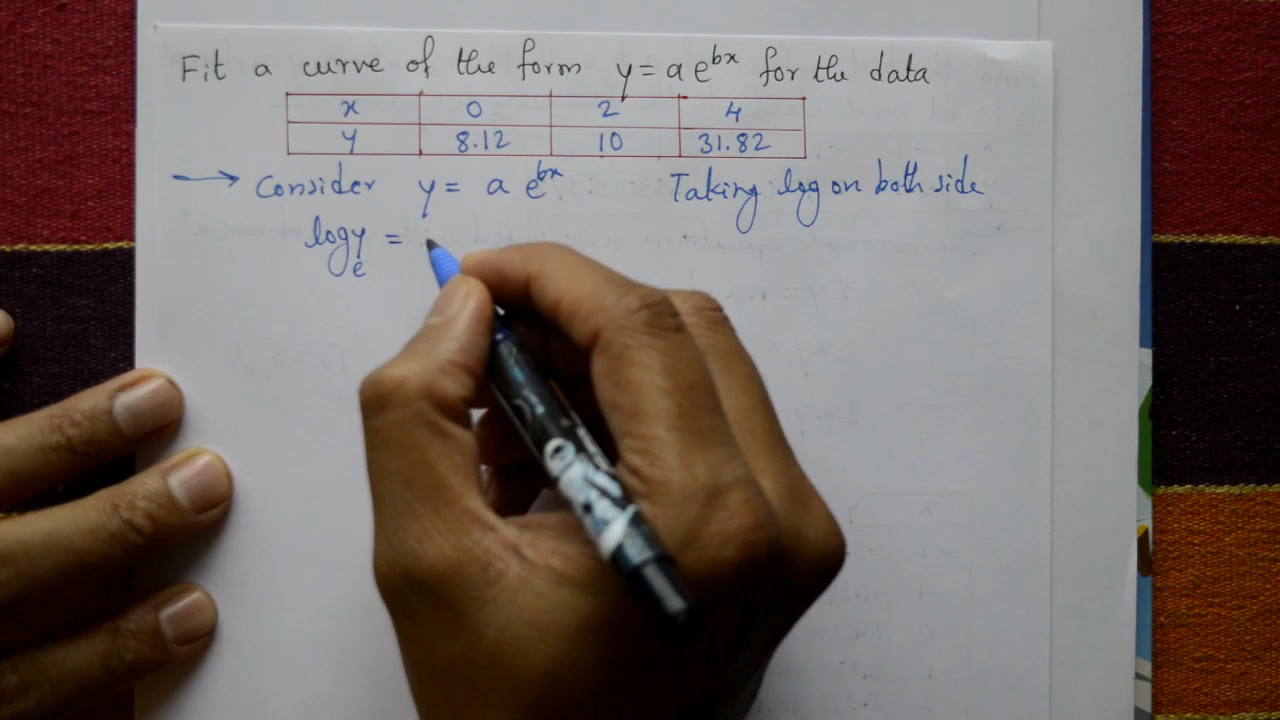 Fit a curve of the form y = a e^bx for the data
x 0 2 4
y 8.12 10 31.82
→ Consider y = a e^bx Taking log on both side
log_e y =